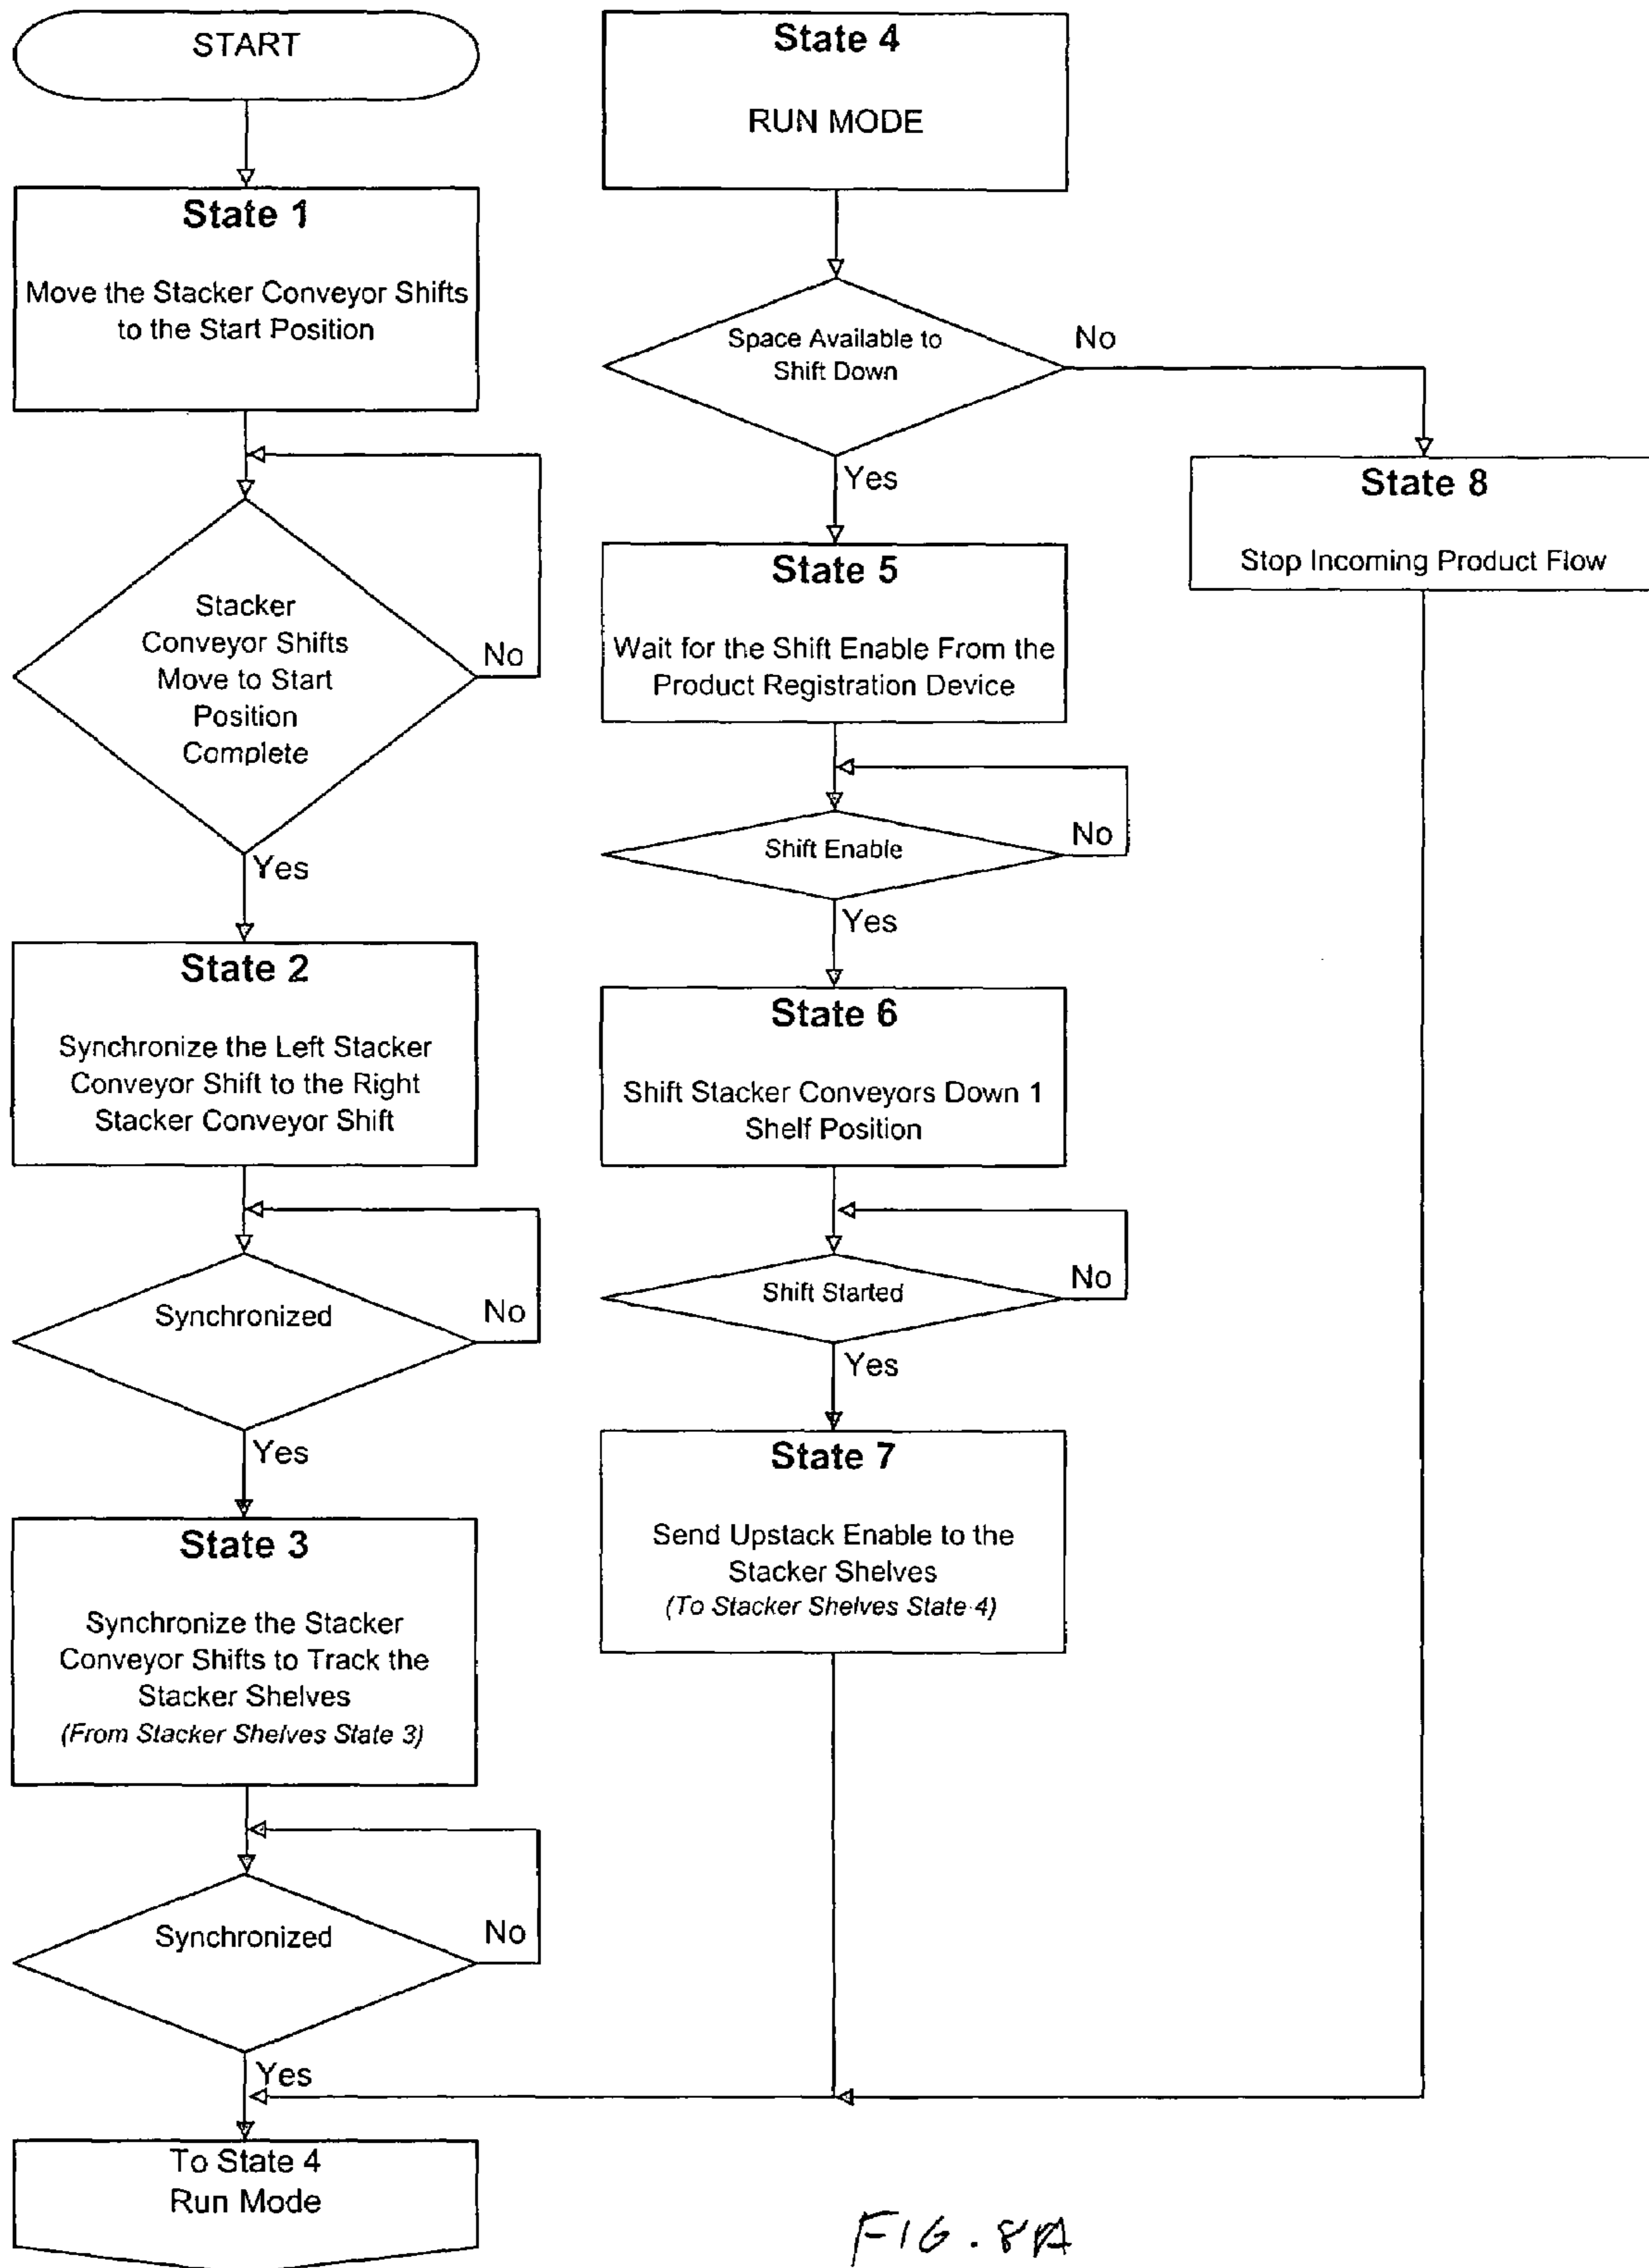 START
State 1
Move the Stacker Conveyor Shifts
to the Start Position
Stacker
Conveyor Shifts
Move to Start
Position
Complete
No
Yes
State 2
Synchronize the Left Stacker
Conveyor Shift to the Right
Stacker Conveyor Shift
Synchronized
No
Yes
State 3
Synchronize the Stacker
Conveyor Shifts to Track the
Stacker Shelves
(From Stacker Shelves State 3)
Synchronized
No
Yes
To State 4
Run Mode
State 4
RUN MODE
Space Available to
Shift Down
No
Yes
State 5
Wait for the Shift Enable From the
Product Registration Device
Shift Enable
No
Yes
State 6
Shift Stacker Conveyors Down 1
Shelf Position
Shift Started
No
Yes
State 7
Send Upstack Enable to the
Stacker Shelves
(To Stacker Shelves State 4)
State 8
Stop Incoming Product Flow
FIG. 8A